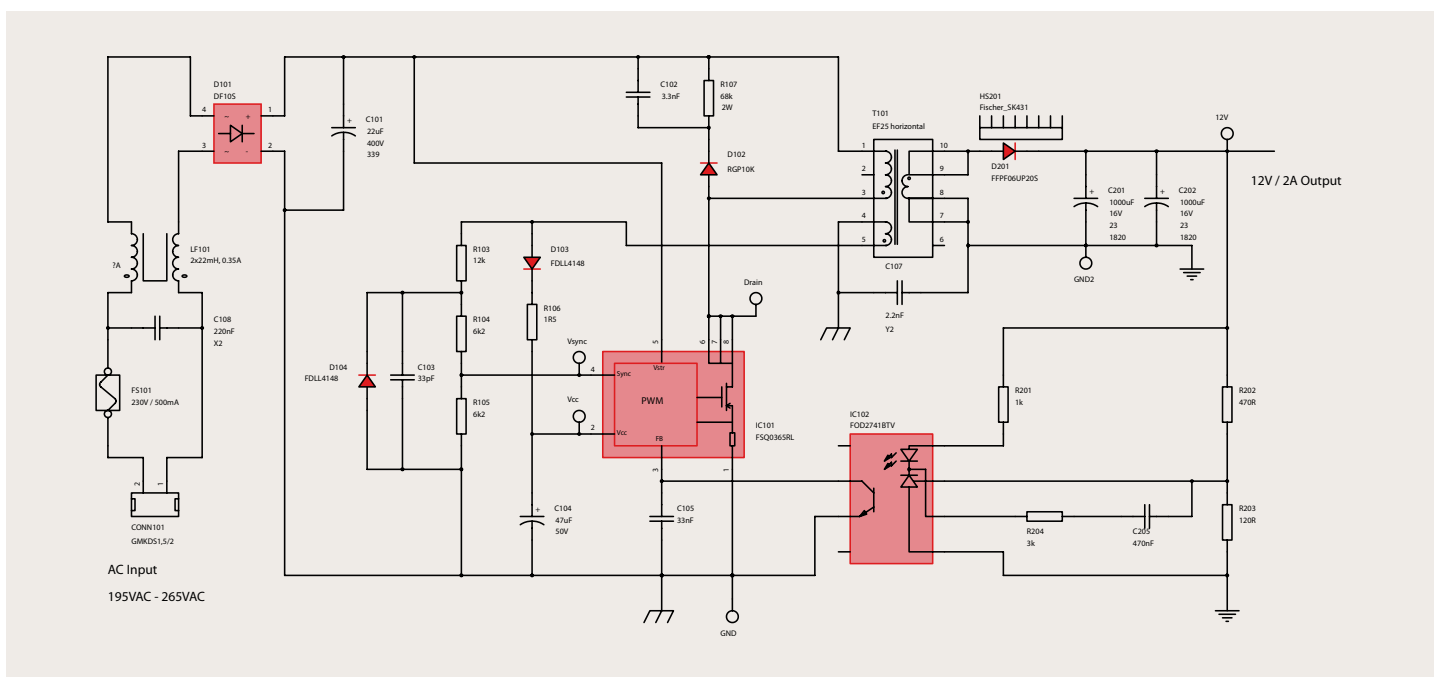 D101
DF10S
4
1
3
2
~ +
~ -
C101
22uF
400V
339
C102
3.3nF
R107
68k
2W
D102
RGP10K
T101
EF25 horizontal
1
2
3
4
5
10
9
8
7
6
HS201
Fischer_SK431
D201
FFPF06UP20S
12V
12V / 2A Output
C201
1000uF
16V
23
1820
C202
1000uF
16V
23
1820
GND2
C107
2.2nF
Y2
LF101
2x22mH, 0.35A
?A
C108
220nF
X2
FS101
230V / 500mA
2
1
CONN101
GMKDS1,5/2
AC Input
195VAC - 265VAC
R103
12k
D103
FDLL4148
R104
6k2
R106
1R5
D104
FDLL4148
C103
33pF
R105
6k2
Vsync
Vcc
Drain
5
6
7
8
4
2
3
1
Vstr
Sync
PWM
Vcc
FB
IC101
FSQ0365RL
C104
47uF
50V
C105
33nF
GND
IC102
FOD2741BTV
R201
1k
R202
470R
R203
120R
R204
3k
C205
470nF